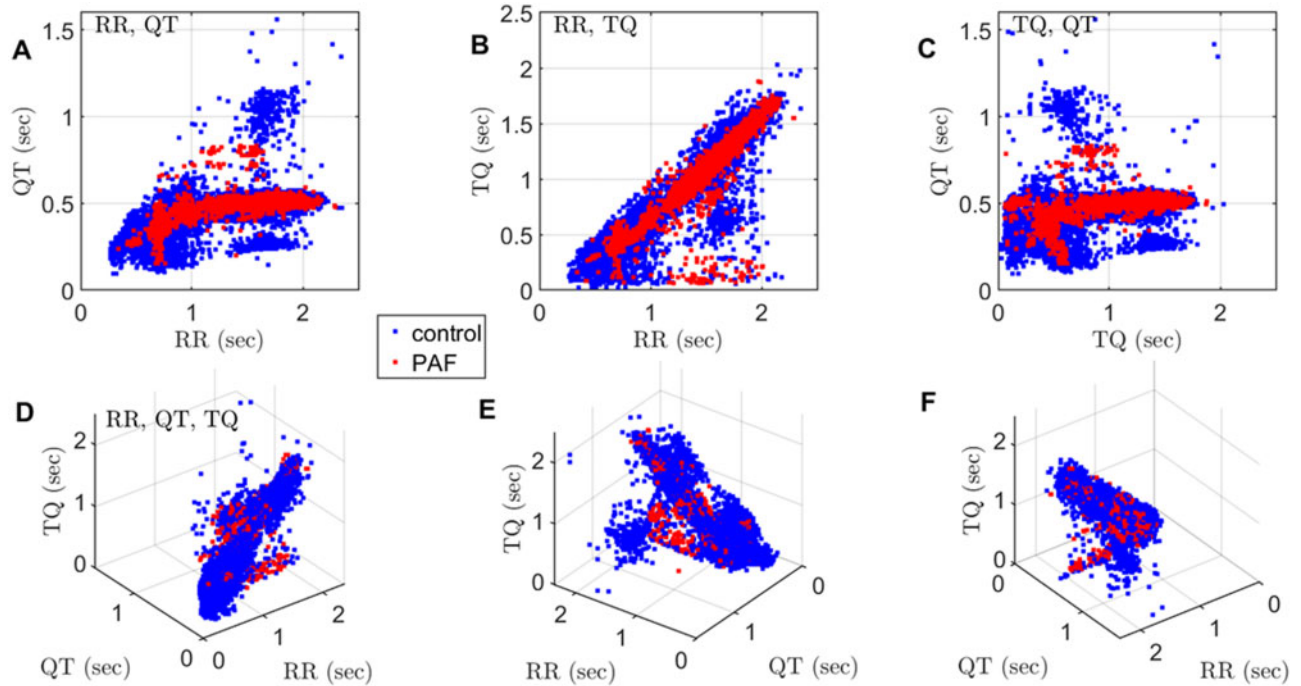 A
RR, QT
QT (sec)
1.5
1
0.5
0
0
1
2
RR (sec)
B
RR, TQ
TQ (sec)
2.5
2
1.5
1
0.5
0
0
1
2
RR (sec)
C
TQ, QT
QT (sec)
1.5
1
0.5
0
0
1
2
TQ (sec)
control
PAF
D
RR, QT, TQ
TQ (sec)
2
1
0
1
0
QT (sec)
0
1
2
RR (sec)
E
TQ (sec)
2
1
0
2
1
0
RR (sec)
0
1
QT (sec)
F
TQ (sec)
2
1
0
0
1
QT (sec)
2
1
0
RR (sec)